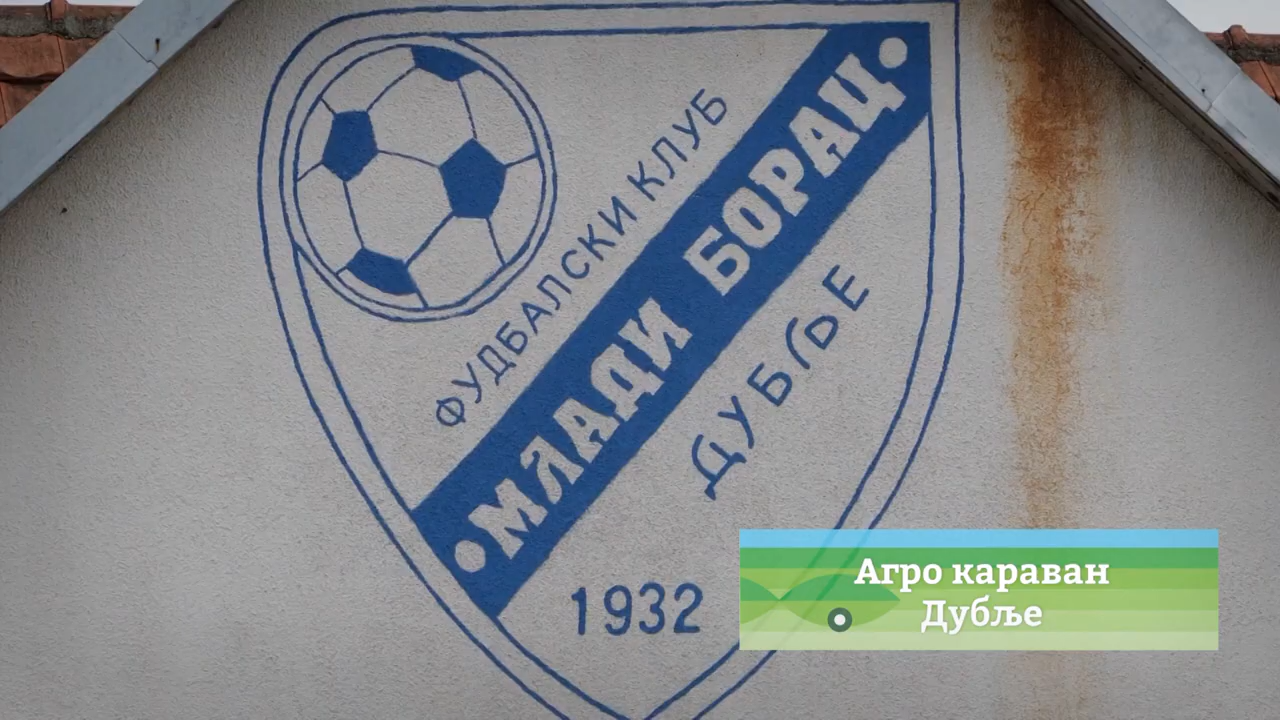 ФУДБАЛСКИ КЛУБ
•МЛАДИ БОРАЦ•
ДУБЉЕ
1932
Агро караван
Дубље